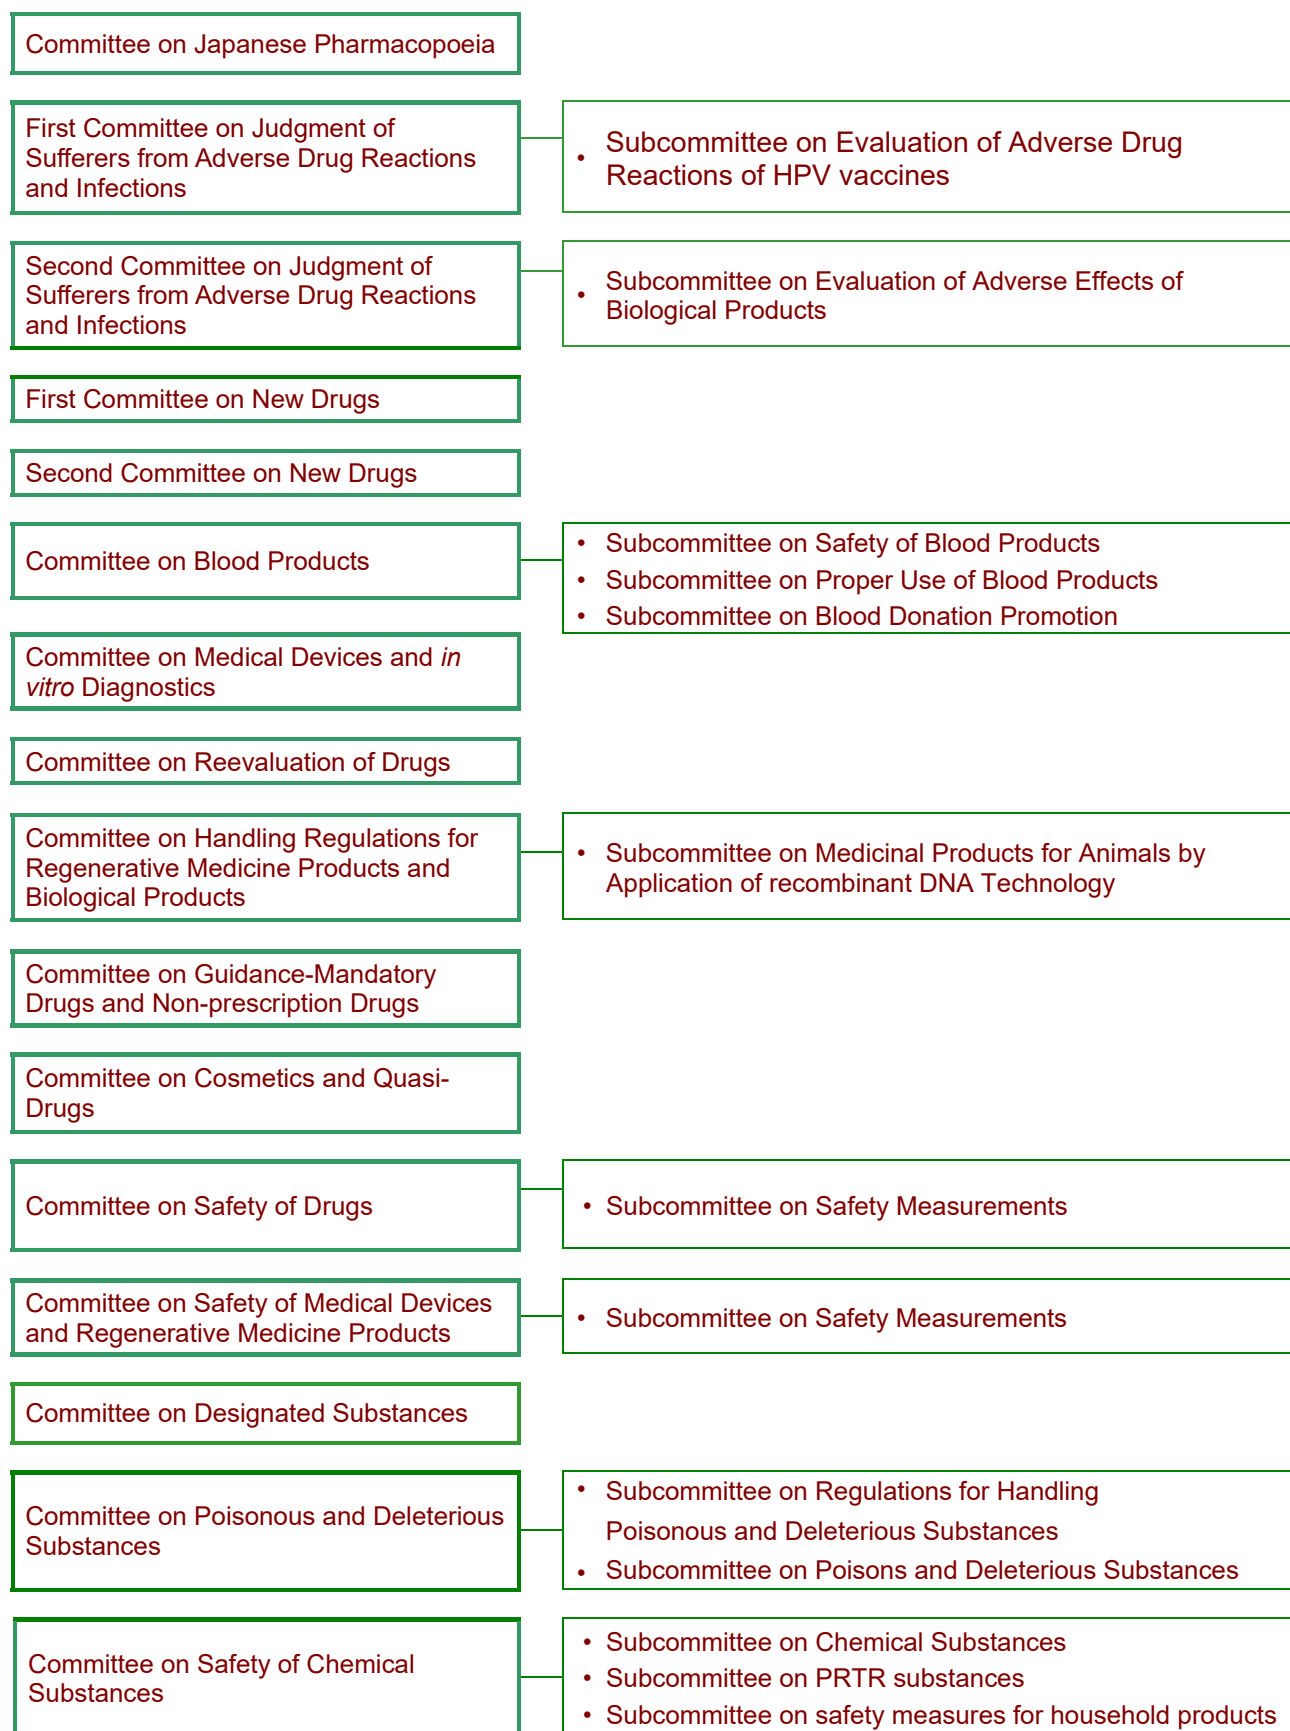 Committee on Japanese Pharmacopoeia
First Committee on Judgment of
Sufferers from Adverse Drug Reactions
and Infections
• Subcommittee on Evaluation of Adverse Drug
Reactions of HPV vaccines
Second Committee on Judgment of
Sufferers from Adverse Drug Reactions
and Infections
• Subcommittee on Evaluation of Adverse Effects of
Biological Products
First Committee on New Drugs
Second Committee on New Drugs
Committee on Blood Products
• Subcommittee on Safety of Blood Products
• Subcommittee on Proper Use of Blood Products
• Subcommittee on Blood Donation Promotion
Committee on Medical Devices and in
vitro Diagnostics
Committee on Reevaluation of Drugs
Committee on Handling Regulations for
Regenerative Medicine Products and
Biological Products
• Subcommittee on Medicinal Products for Animals by
Application of recombinant DNA Technology
Committee on Guidance-Mandatory
Drugs and Non-prescription Drugs
Committee on Cosmetics and Quasi-
Drugs
Committee on Safety of Drugs
• Subcommittee on Safety Measurements
Committee on Safety of Medical Devices
and Regenerative Medicine Products
• Subcommittee on Safety Measurements
Committee on Designated Substances
Committee on Poisonous and Deleterious
Substances
• Subcommittee on Regulations for Handling
Poisonous and Deleterious Substances
• Subcommittee on Poisons and Deleterious Substances
Committee on Safety of Chemical
Substances
• Subcommittee on Chemical Substances
• Subcommittee on PRTR substances
• Subcommittee on safety measures for household products